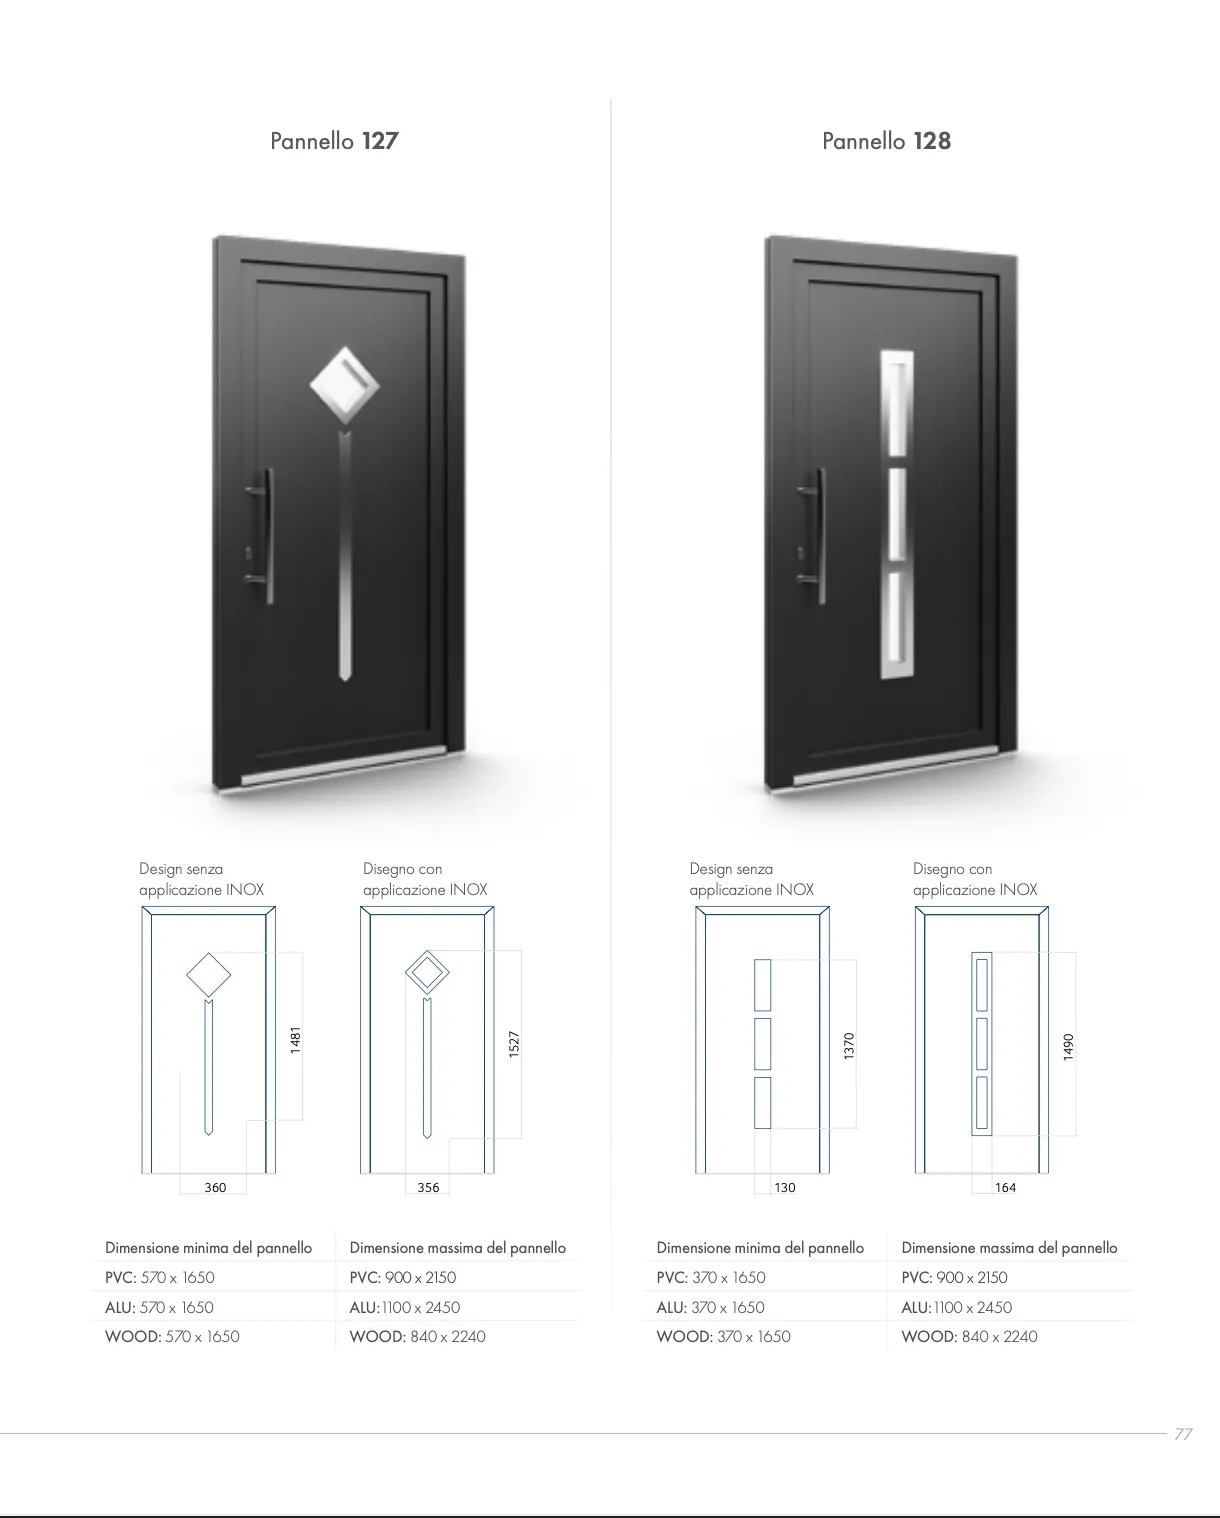 Pannello 127
Design senza
applicazione INOX
Disegno con
applicazione INOX
1481
1527
360
356
Dimensione minima del pannello
PVC: 570 x 1650
ALU: 570 x 1650
WOOD: 570 x 1650
Dimensione massima del pannello
PVC: 900 x 2150
ALU:1100 x 2450
WOOD: 840 x 2240
Pannello 128
Design senza
applicazione INOX
Disegno con
applicazione INOX
1370
1490
130
164
Dimensione minima del pannello
PVC: 370 x 1650
ALU: 370 x 1650
WOOD: 370 x 1650
Dimensione massima del pannello
PVC: 900 x 2150
ALU:1100 x 2450
WOOD: 840 x 2240
77